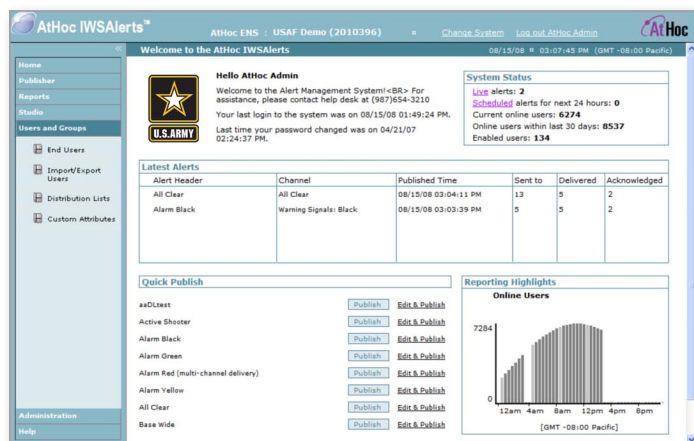 AtHoc IWSAlerts™
AtHoc ENS : USAF Demo (2010396)
Change System
Log out AtHoc Admin
AtHoc
Welcome to the AtHoc IWSAlerts
08/15/08 03:07:45 PM (GMT -08:00 Pacific)
Home
Publisher
Reports
Studio
Users and Groups
End Users
Import/Export
Users
Distribution Lists
Custom Attributes
Administration
Help
U.S.ARMY
Hello AtHoc Admin
Welcome to the Alert Management System!<BR> For
assistance, please contact help desk at (987)654-3210
Your last login to the system was on 08/15/08 01:49:24 PM.
Last time your password changed was on 04/21/07
02:24:37 PM.
System Status
Live alerts: 2
Scheduled alerts for next 24 hours: 0
Current online users: 6274
Online users within last 30 days: 8537
Enabled users: 134
Latest Alerts
Alert Header Channel Published Time Sent to Delivered Acknowledged
All Clear All Clear 08/15/08 03:04:11 PM 13 5 2
Alarm Black Warning Signals: Black 08/15/08 03:03:39 PM 5 5 2
Quick Publish
aaDLtest Publish Edit & Publish
Active Shooter Publish Edit & Publish
Alarm Black Publish Edit & Publish
Alarm Green Publish Edit & Publish
Alarm Red (multi-channel delivery) Publish Edit & Publish
Alarm Yellow Publish Edit & Publish
All Clear Publish Edit & Publish
Base Wide Publish Edit & Publish
Reporting Highlights
Online Users
7284
0
12am 4am 8am 12pm 4pm 8pm
[GMT -08:00 Pacific]